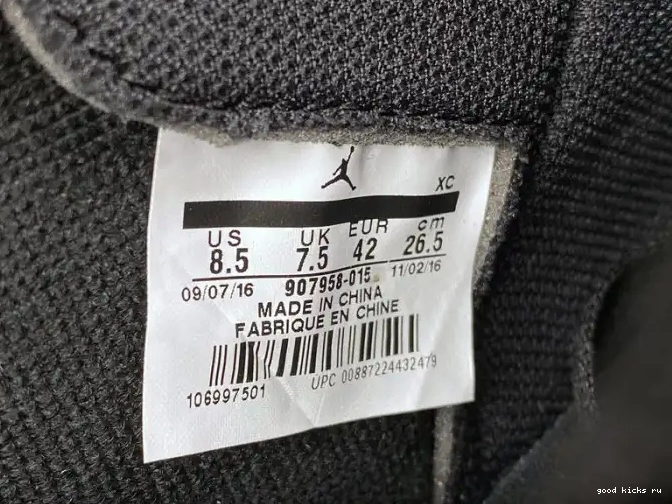 XC
US UK EUR cm
8.5 7.5 42 26.5
09/07/16 907958-015 11/02/16
MADE IN CHINA
FABRIQUE EN CHINE
106997501 UPC 00887224432479
good kicks ru